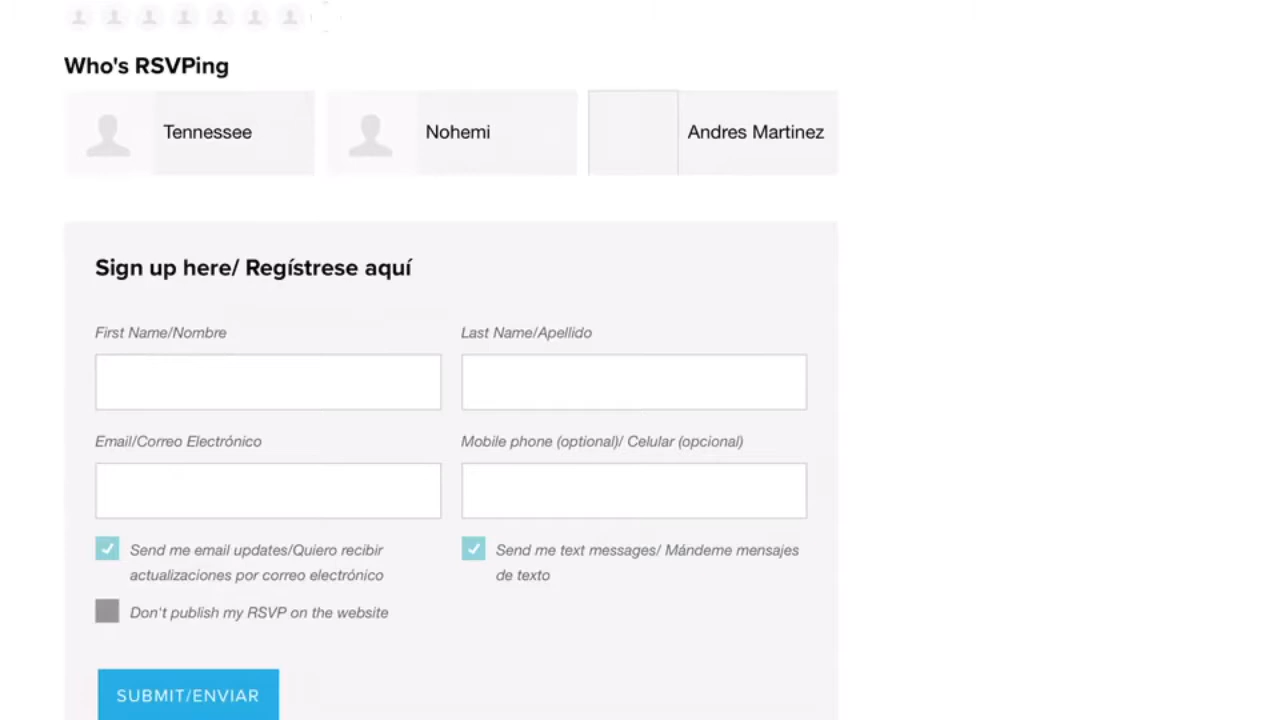 Who's RSVPing
Tennessee
Nohemi
Andres Martinez
Sign up here/ Regístrese aquí
First Name/Nombre
Last Name/Apellido
Email/Correo Electrónico
Mobile phone (optional)/ Celular (opcional)
Send me email updates/Quiero recibir
actualizaciones por correo electrónico
Send me text messages/ Mándeme mensajes
de texto
Don't publish my RSVP on the website
SUBMIT/ENVIAR